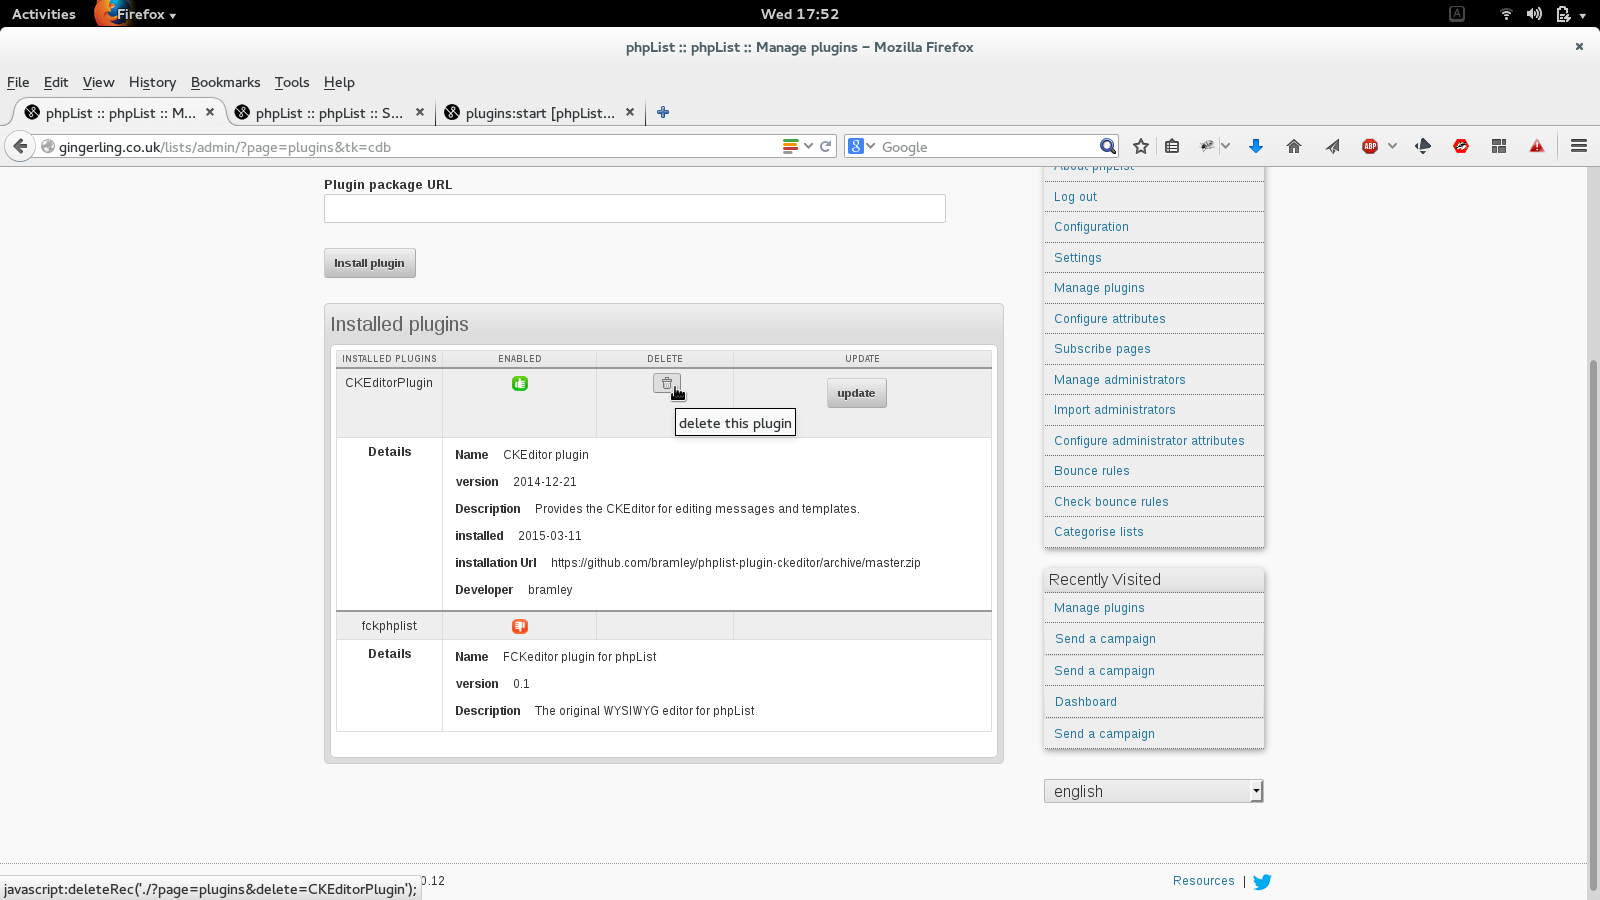 Activities Firefox Wed 17:52 A
phpList :: phpList :: Manage plugins – Mozilla Firefox
File Edit View History Bookmarks Tools Help
phpList :: phpList :: M... phpList :: phpList :: S... plugins:start [phpList...
gingerling.co.uk/lists/admin/?page=plugins&tk=cdb 8 Google ABP
Plugin package URL
Install plugin
Installed plugins
INSTALLED PLUGINS ENABLED DELETE UPDATE
CKEditorPlugin update
delete this plugin
Details
Name CKEditor plugin
version 2014-12-21
Description Provides the CKEditor for editing messages and templates.
installed 2015-03-11
installation Url https://github.com/bramley/phplist-plugin-ckeditor/archive/master.zip
Developer bramley
fckphplist
Details
Name FCKeditor plugin for phpList
version 0.1
Description The original WYSIWYG editor for phpList
About phpList
Log out
Configuration
Settings
Manage plugins
Configure attributes
Subscribe pages
Manage administrators
Import administrators
Configure administrator attributes
Bounce rules
Check bounce rules
Categorise lists
Recently Visited
Manage plugins
Send a campaign
Send a campaign
Dashboard
Send a campaign
english
0.12 Resources |
javascript:deleteRec('./?page=plugins&delete=CKEditorPlugin');